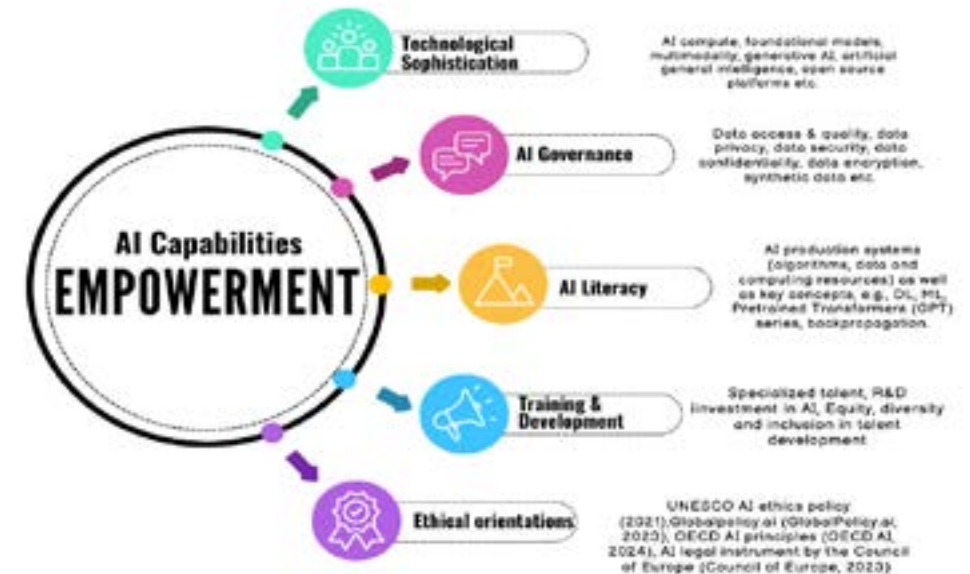 Technological
Sophistication
AI compute, foundational models,
multimodality, generative AI, artificial
general intelligence, open source
platforms etc.
AI Governance
Data access & quality, data
privacy, data security, data
confidentiality, data encryption,
synthetic data etc.
AI Capabilities
EMPOWERMENT
AI Literacy
AI production systems
(algorithms, data and
computing resources) as well
as key concepts, e.g., DL, ML,
Pretrained Transformers (GPT)
series, backpropagation.
Training &
Development
Specialized talent, R&D
investment in AI, Equity, diversity
and inclusion in talent
development
Ethical orientations
UNESCO AI ethics policy
(2021),Globalpolicy.ai (GlobalPolicy.ai,
2023), OECD AI principles (OECD AI,
2024), AI legal instrument by the Council
of Europe (Council of Europe, 2023)